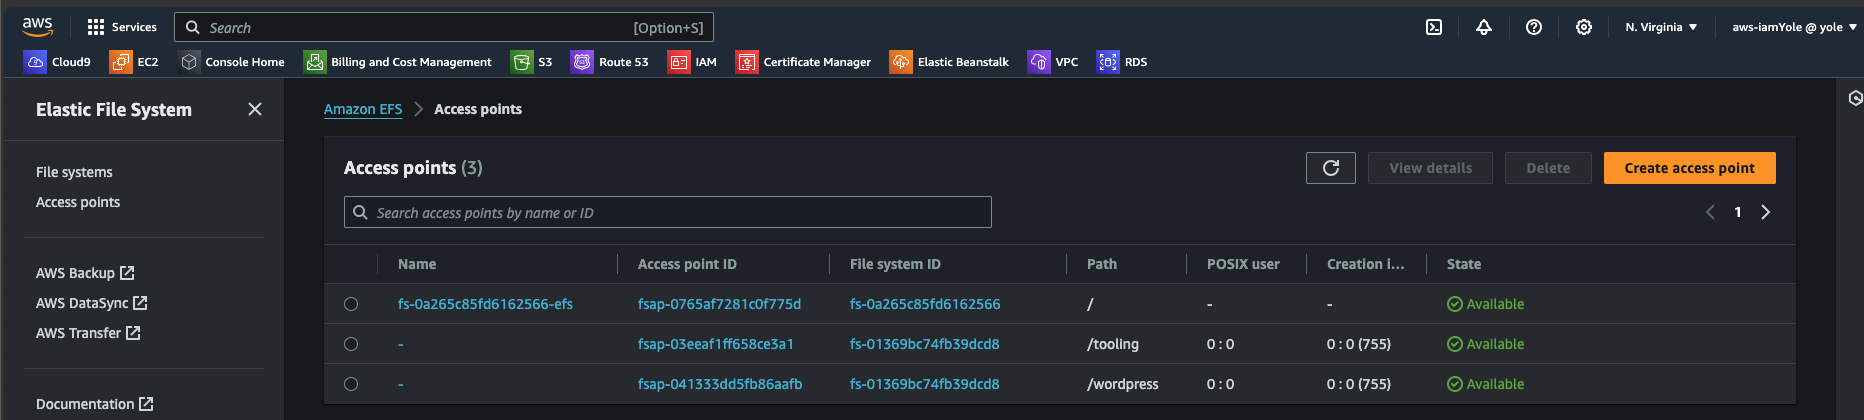 aws Services Search [Option+S] N. Virginia aws-iamYole @ yole
Cloud9 EC2 Console Home Billing and Cost Management S3 Route 53 IAM Certificate Manager Elastic Beanstalk VPC RDS
Elastic File System
File systems
Access points
AWS Backup
AWS DataSync
AWS Transfer
Documentation
Amazon EFS Access points
Access points (3) View details Delete Create access point
Search access points by name or ID 1
Name Access point ID File system ID Path POSIX user Creation i... State
fs-0a265c85fd6162566-efs fsap-0765af7281c0f775d fs-0a265c85fd6162566 / - - Available
- fsap-03eeaf1ff658ce3a1 fs-01369bc74fb39dcd8 /tooling 0 : 0 0 : 0 (755) Available
- fsap-041333dd5fb86aafb fs-01369bc74fb39dcd8 /wordpress 0 : 0 0 : 0 (755) Available